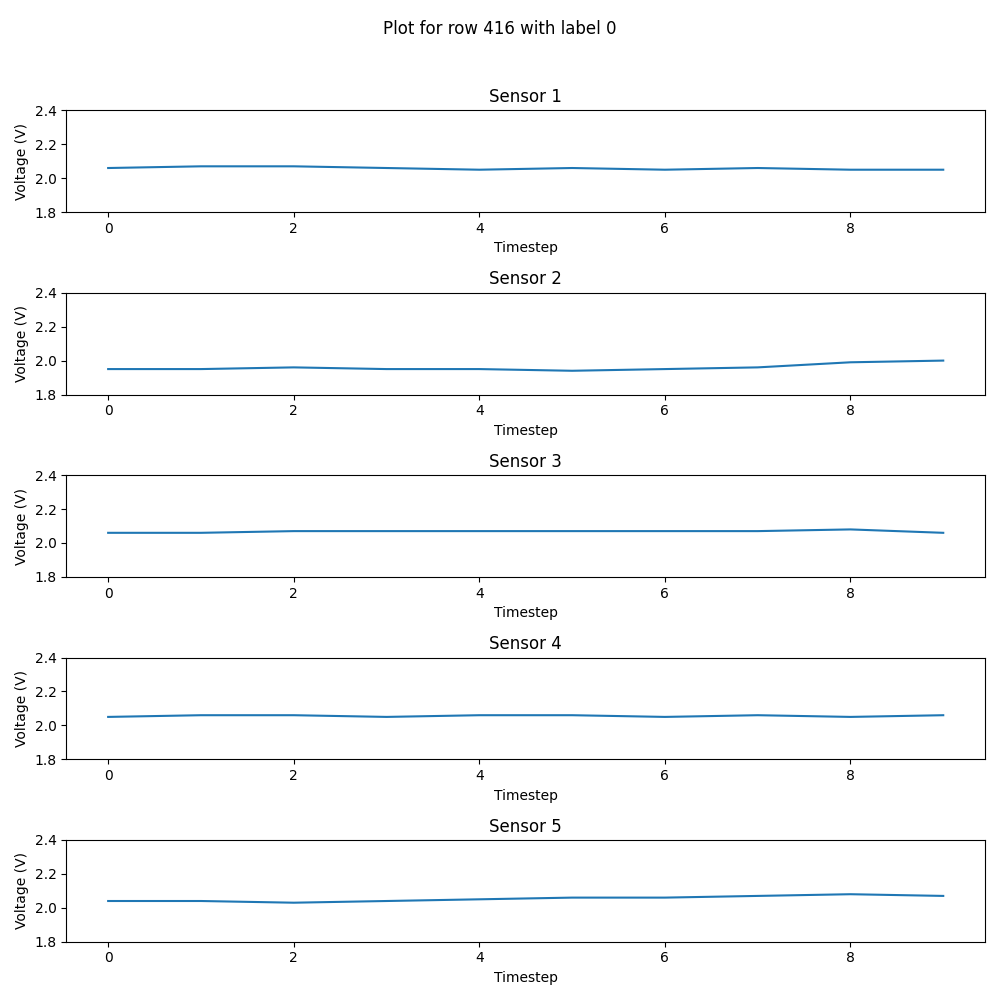 Plot for row 416 with label 0
Sensor 1
2.4
2.2
2.0
1.8
Voltage (V)
0 2 4 6 8
Timestep
Sensor 2
2.4
2.2
2.0
1.8
Voltage (V)
0 2 4 6 8
Timestep
Sensor 3
2.4
2.2
2.0
1.8
Voltage (V)
0 2 4 6 8
Timestep
Sensor 4
2.4
2.2
2.0
1.8
Voltage (V)
0 2 4 6 8
Timestep
Sensor 5
2.4
2.2
2.0
1.8
Voltage (V)
0 2 4 6 8
Timestep